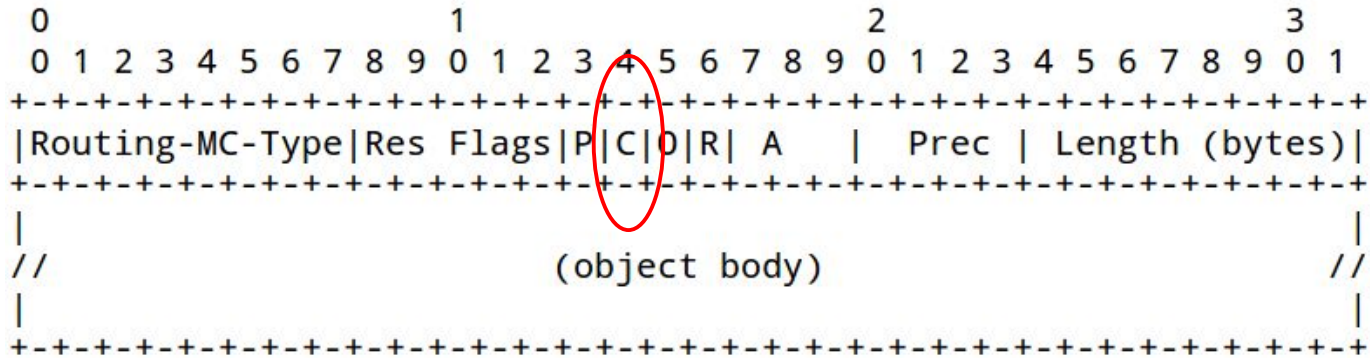 0 1 2 3
0 1 2 3 4 5 6 7 8 9 0 1 2 3 4 5 6 7 8 9 0 1 2 3 4 5 6 7 8 9 0 1
+-+-+-+-+-+-+-+-+-+-+-+-+-+-+-+-+-+-+-+-+-+-+-+-+-+-+-+-+-+-+-+-+
|Routing-MC-Type|Res Flags|P|C|O|R| A | Prec | Length (bytes)|
+-+-+-+-+-+-+-+-+-+-+-+-+-+-+-+-+-+-+-+-+-+-+-+-+-+-+-+-+-+-+-+-+
| |
// (object body) //
| |
+-+-+-+-+-+-+-+-+-+-+-+-+-+-+-+-+-+-+-+-+-+-+-+-+-+-+-+-+-+-+-+-+